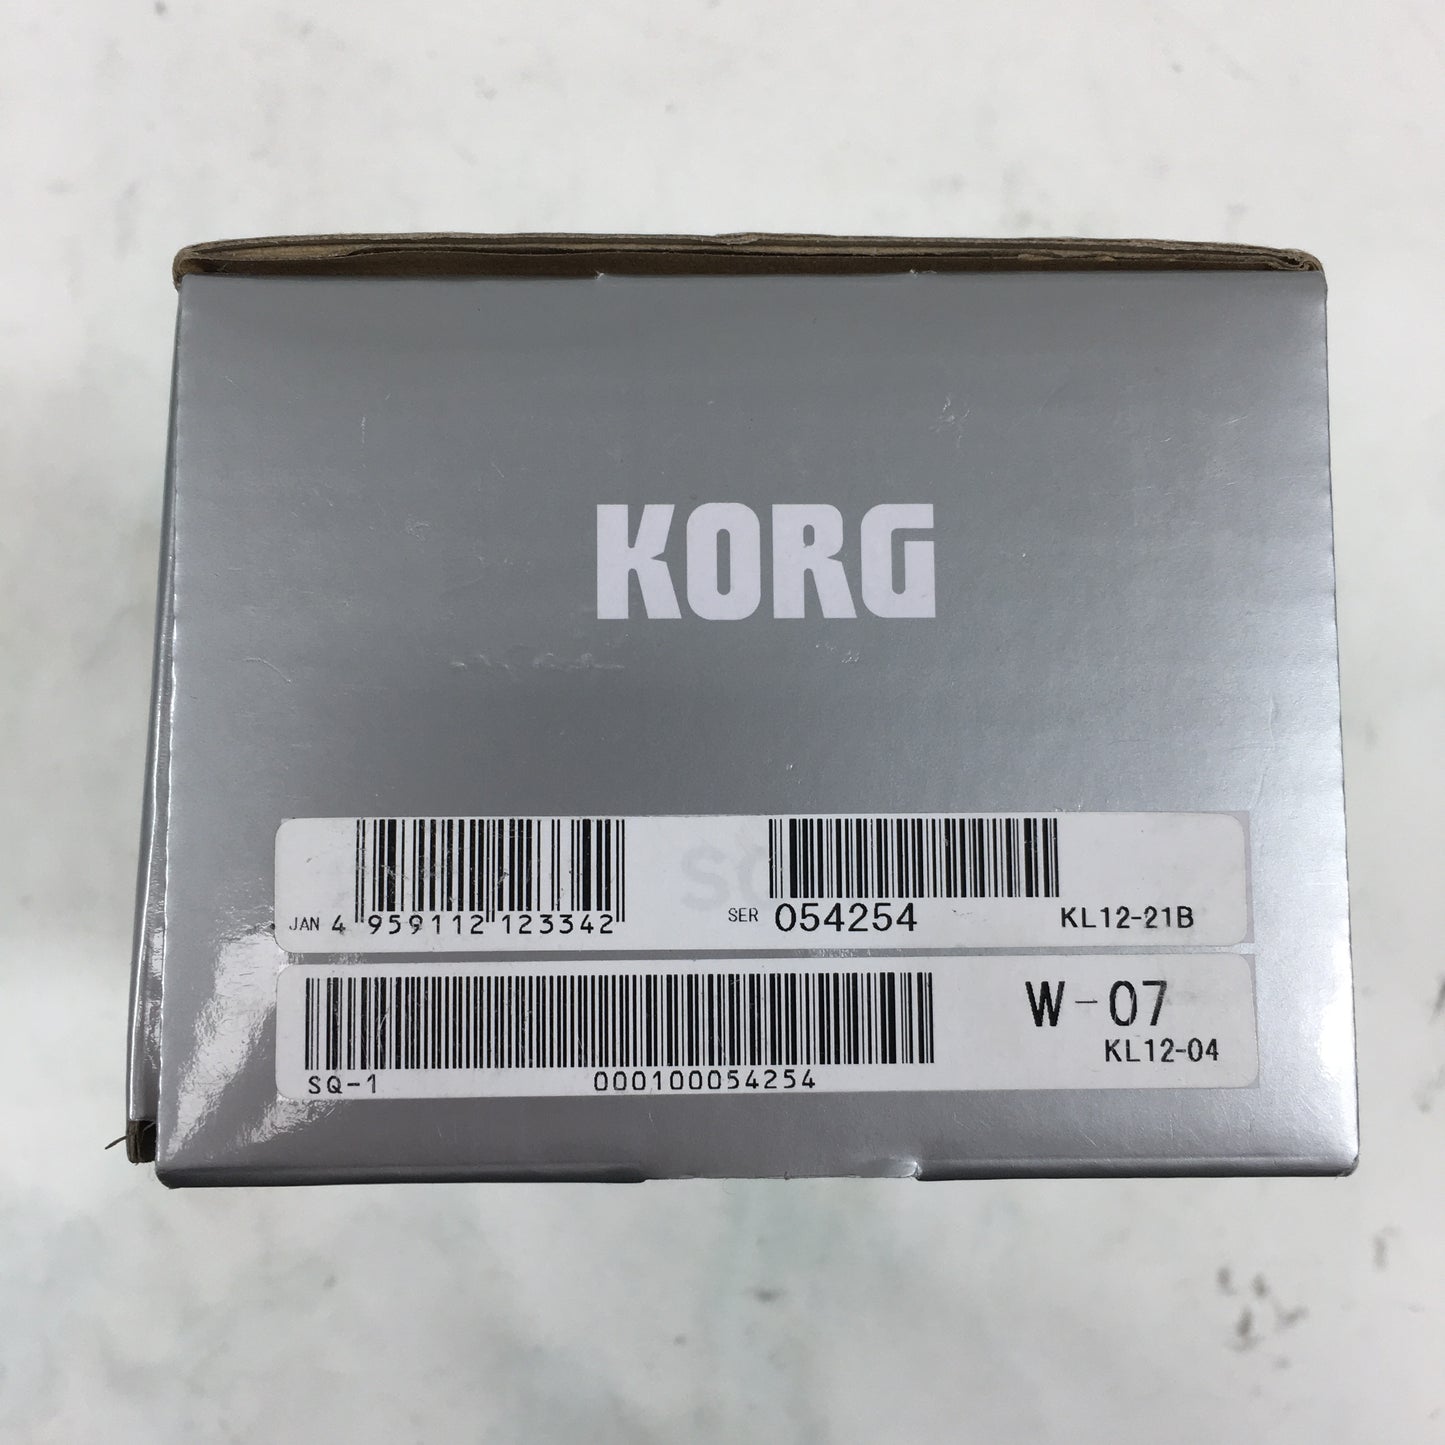 KORG
JAN 4 959112 123342
SER 054254
KL12-21B
W-07
KL12-04
SQ-1
000100054254